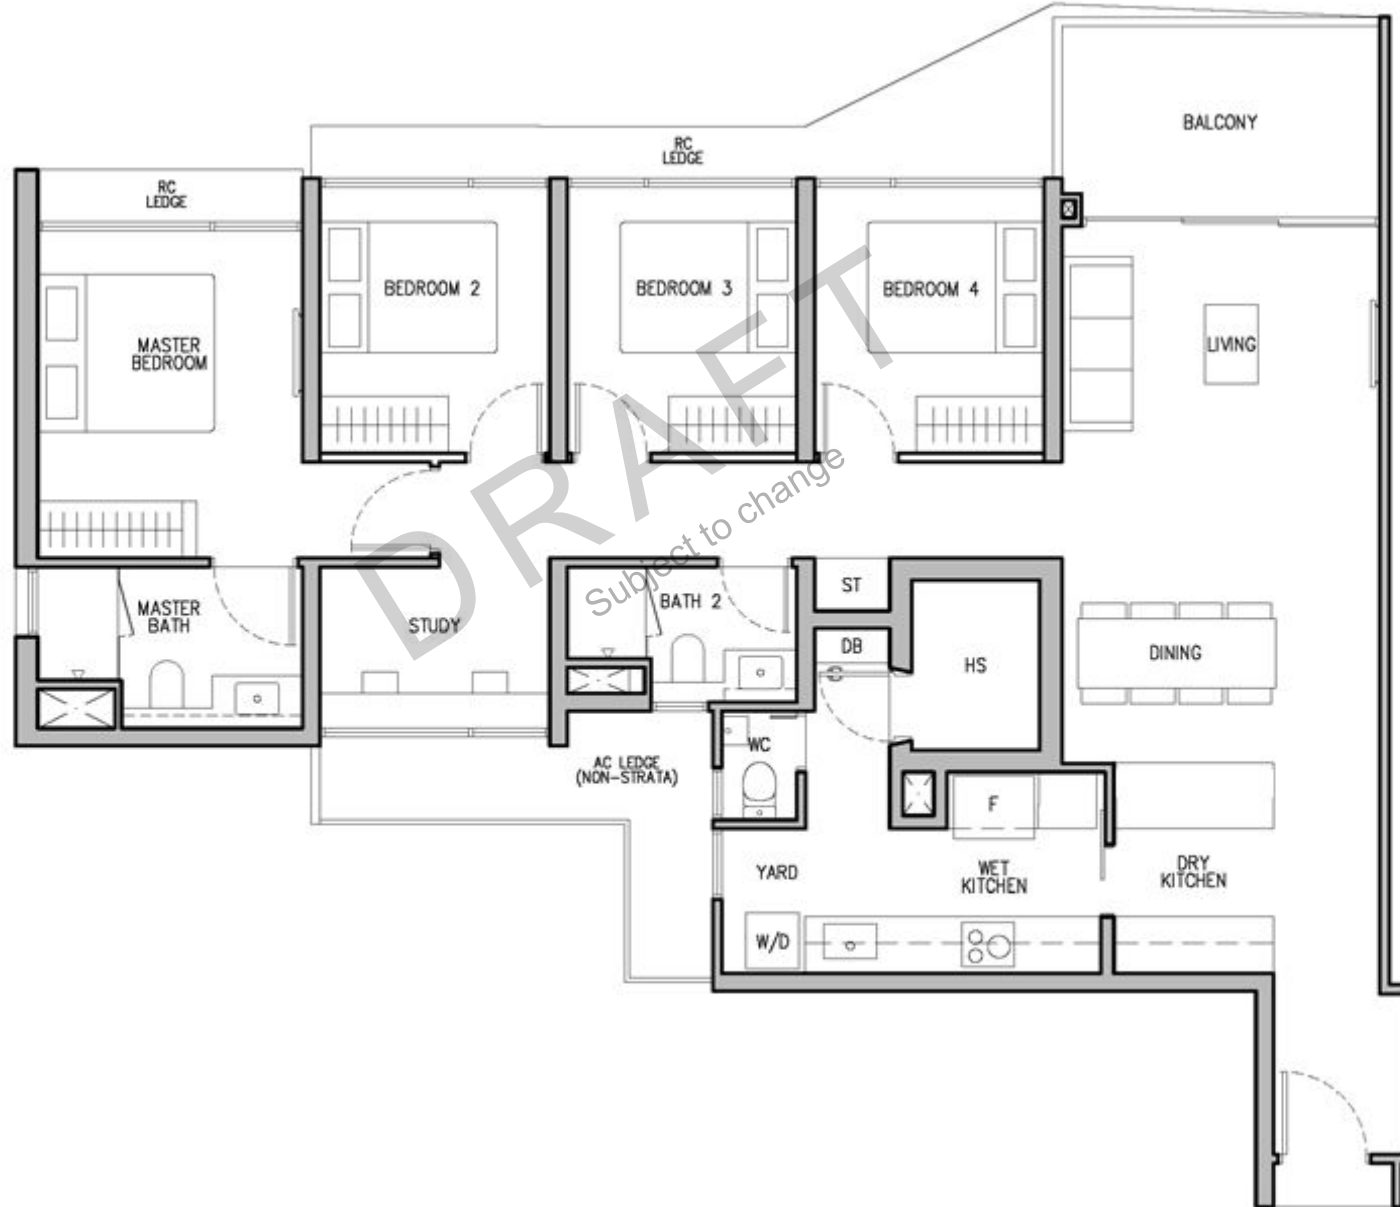 BALCONY
RC
LEDGE
RC
LEDGE
BEDROOM 2
BEDROOM 3
BEDROOM 4
MASTER
BEDROOM
LIVING
DRAFT
Subject to change
MASTER
BATH
STUDY
BATH 2
ST
DB
HS
DINING
WC
AC LEDGE
(NON-STRATA)
F
YARD
WET
KITCHEN
DRY
KITCHEN
W/D